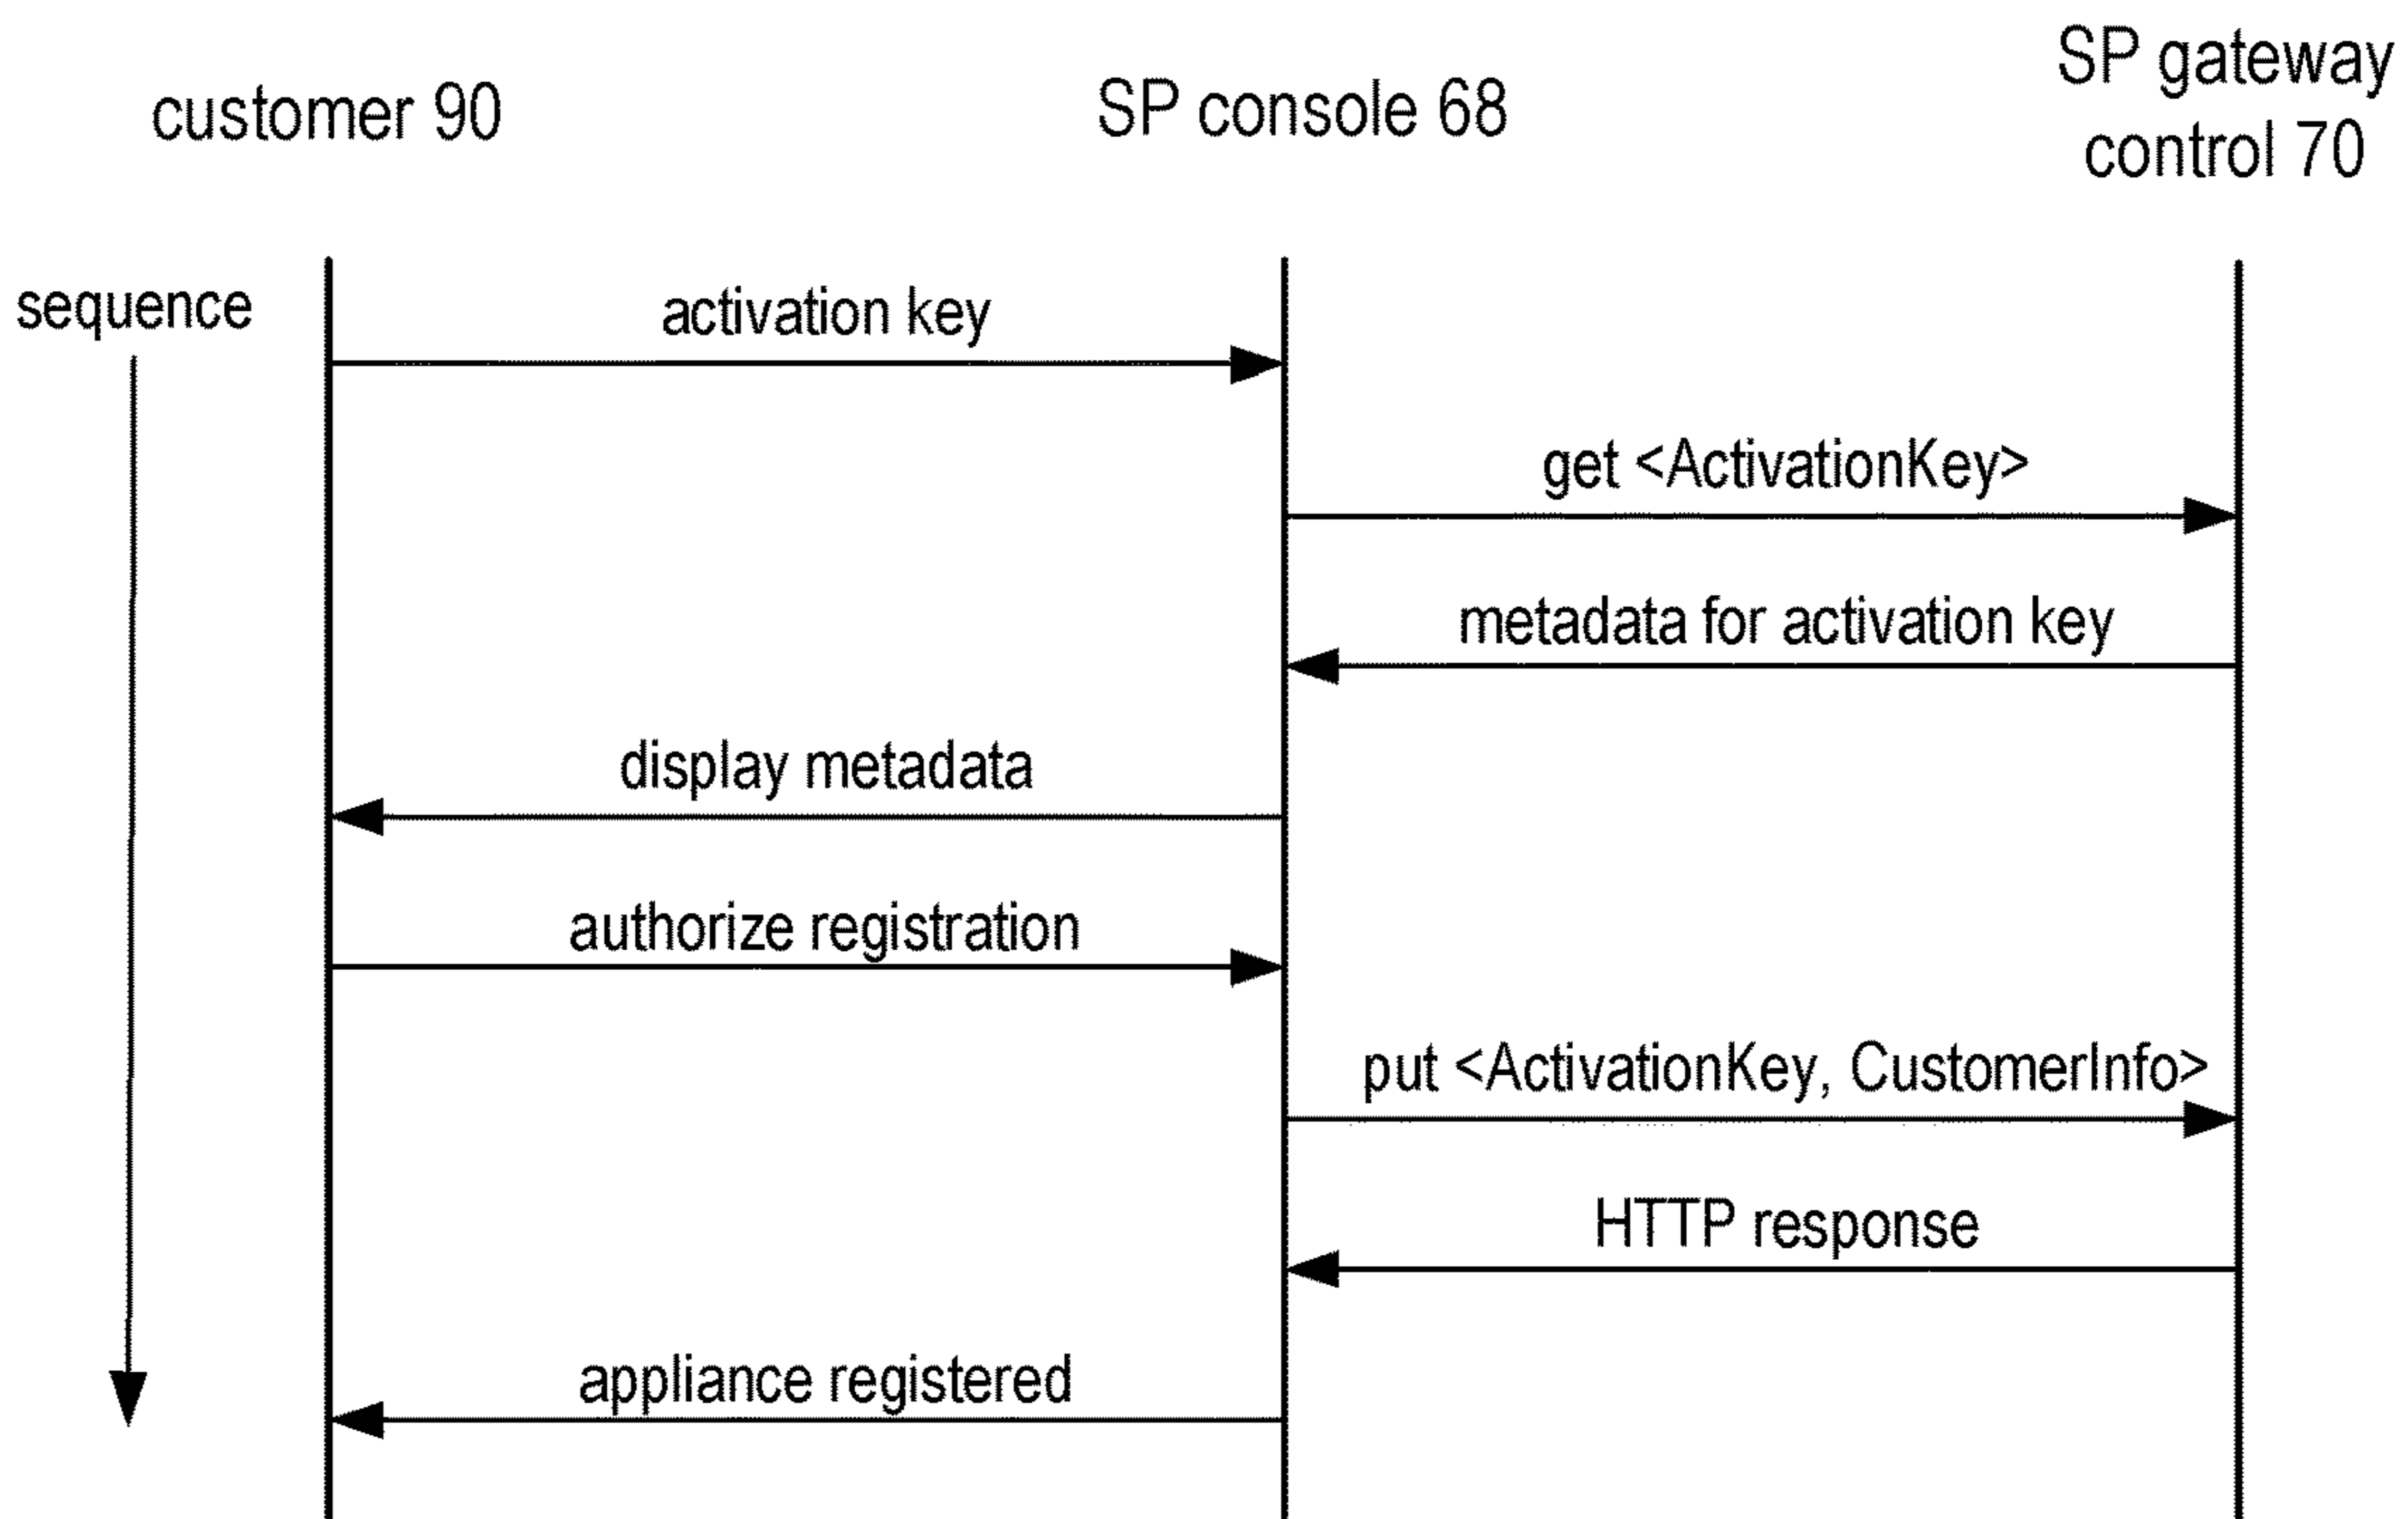 SP gateway
control 70
customer 90
SP console 68
sequence
activation key
get <ActivationKey>
metadata for activation key
display metadata
authorize registration
put <ActivationKey, CustomerInfo>
HTTP response
appliance registered